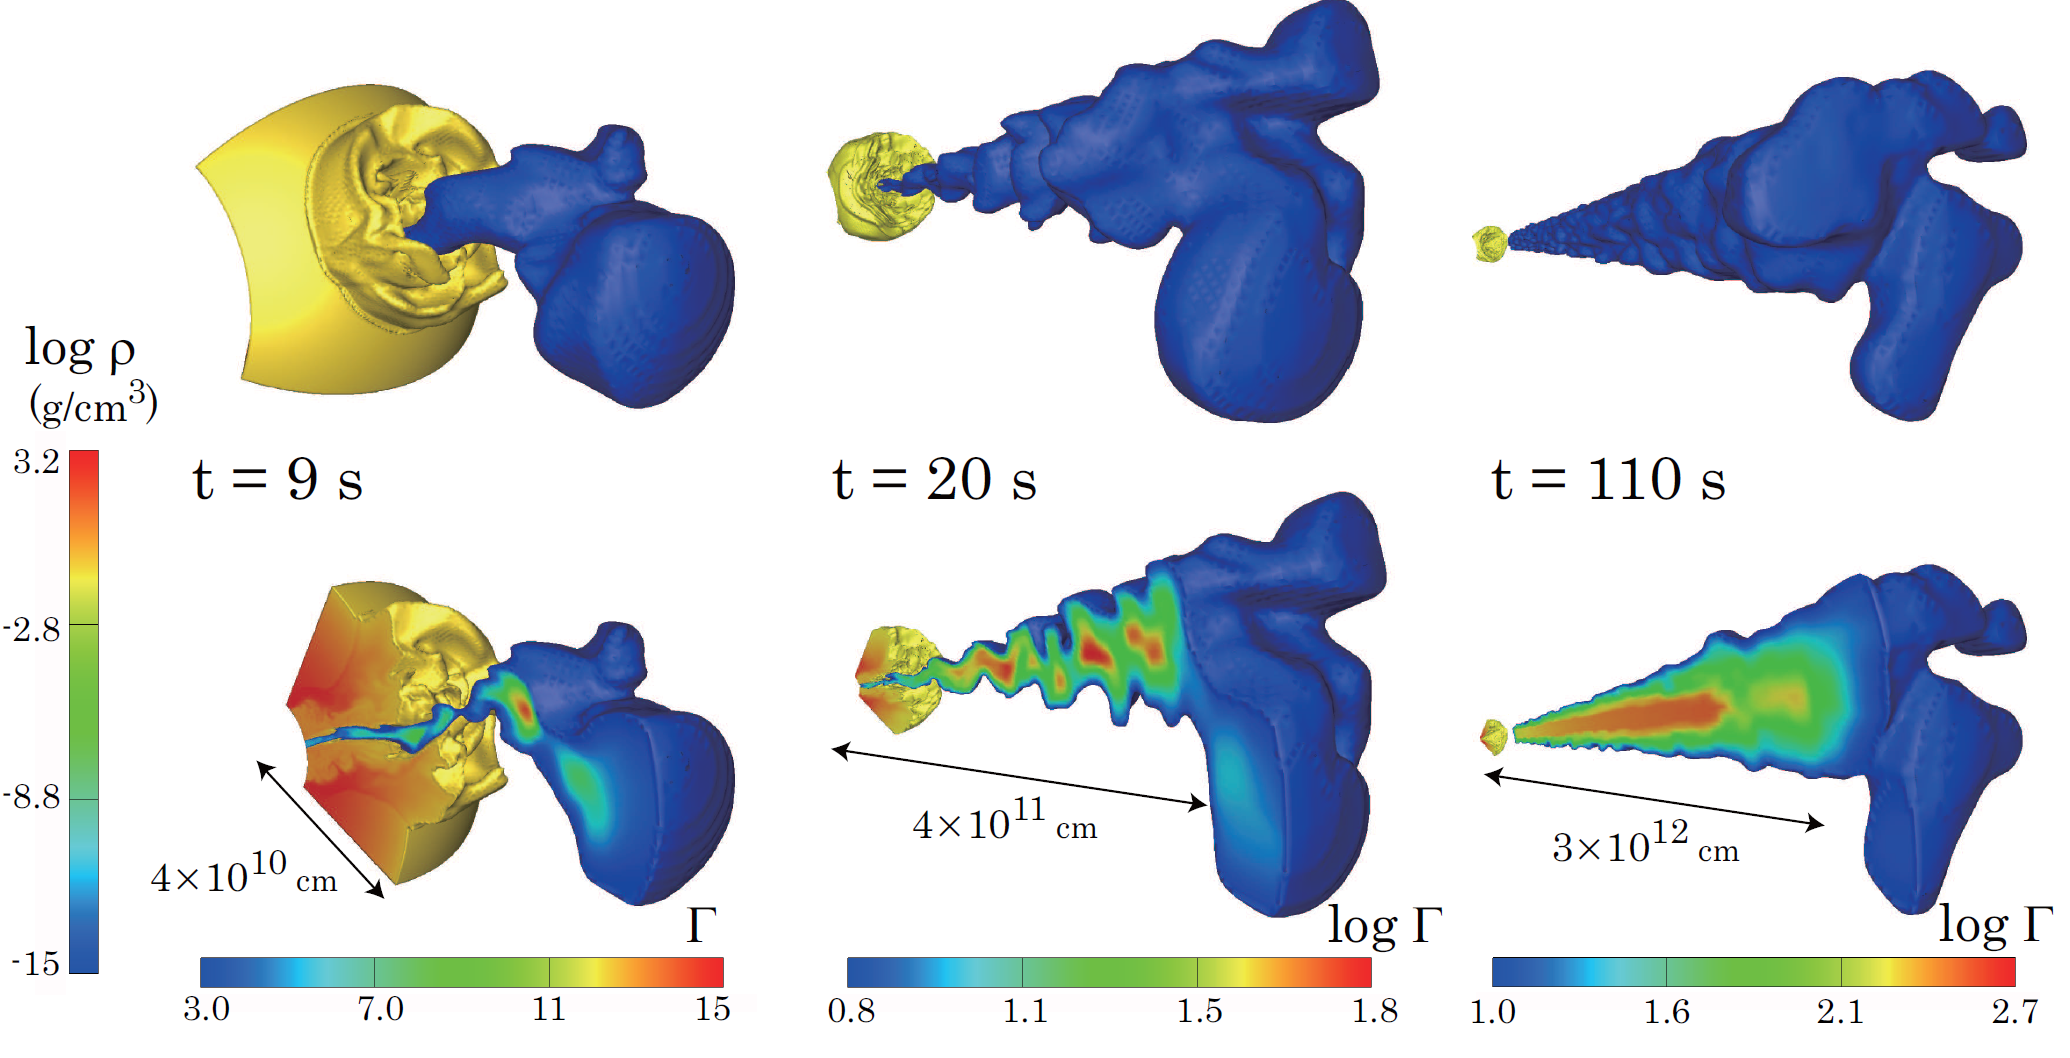 log ρ
(g/cm³)
3.2
-2.8
-8.8
-15
t = 9 s
t = 20 s
t = 110 s
4×10¹⁰ cm
4×10¹¹ cm
3×10¹² cm
Γ
3.0 7.0 11 15
log Γ
0.8 1.1 1.5 1.8
log Γ
1.0 1.6 2.1 2.7